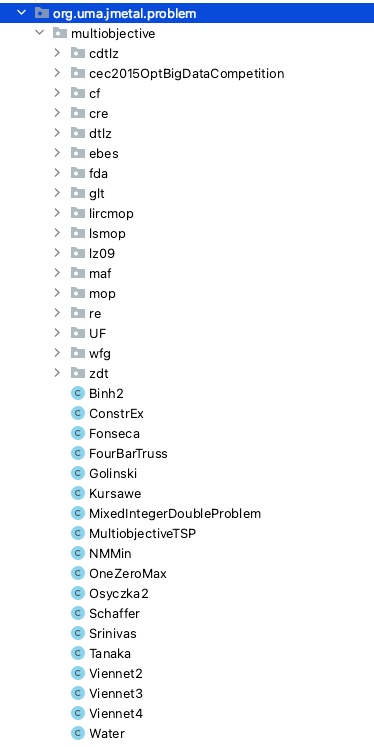 org.uma.jmetal.problem
multiobjective
cdtlz
cec2015OptBigDataCompetition
cf
cre
dtlz
ebes
fda
glt
lircmop
lsmop
lz09
maf
mop
re
UF
wfg
zdt
C Binh2
C ConstrEx
C Fonseca
C FourBarTruss
C Golinski
C Kursawe
C MixedIntegerDoubleProblem
C MultiobjectiveTSP
C NMMin
C OneZeroMax
C Osyczka2
C Schaffer
C Srinivas
C Tanaka
C Viennet2
C Viennet3
C Viennet4
C Water